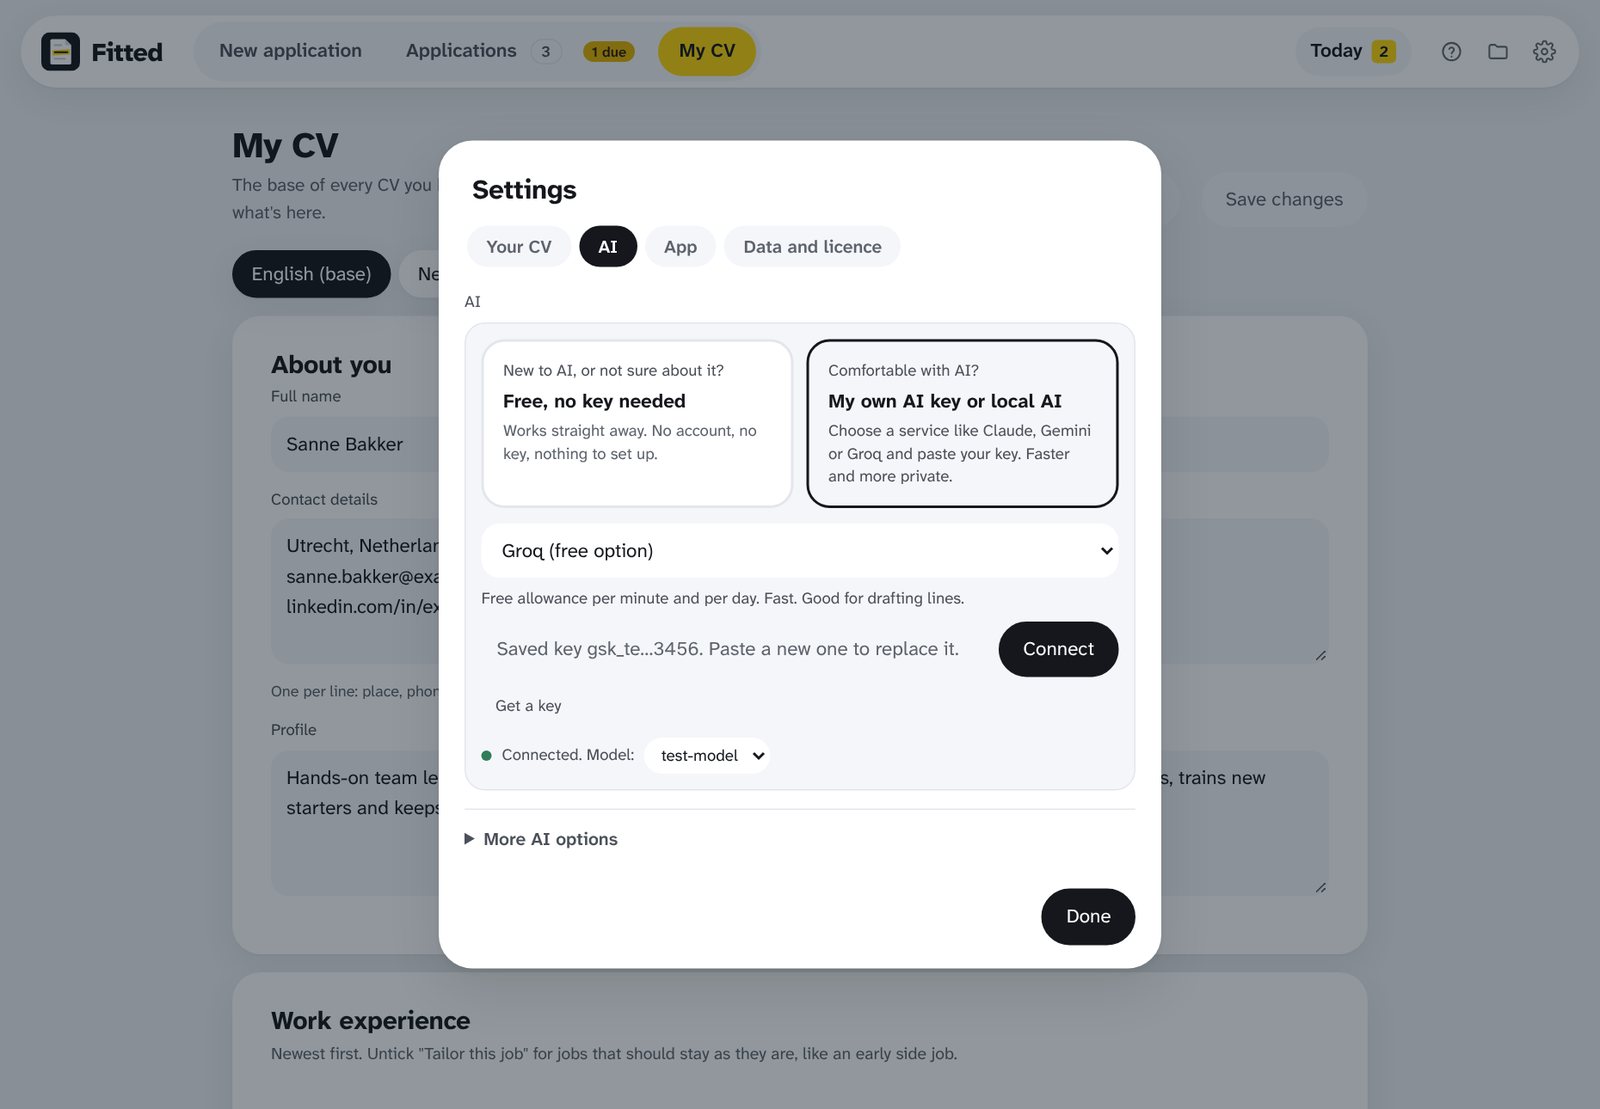 Fitted
New application
Applications 3
1 due
My CV
Today 2
My CV
The base of every CV you
what's here.
Save changes
English (base)
Ne
About you
Full name
Sanne Bakker
Contact details
Utrecht, Netherlan
sanne.bakker@exa
linkedin.com/in/ex
One per line: place, phon
Profile
Hands-on team le
s, trains new
starters and keeps
Settings
Your CV
AI
App
Data and licence
AI
New to AI, or not sure about it?
Free, no key needed
Works straight away. No account, no
key, nothing to set up.
Comfortable with AI?
My own AI key or local AI
Choose a service like Claude, Gemini
or Groq and paste your key. Faster
and more private.
Groq (free option)
Free allowance per minute and per day. Fast. Good for drafting lines.
Saved key gsk_te...3456. Paste a new one to replace it.
Connect
Get a key
Connected. Model: test-model
More AI options
Done
Work experience
Newest first. Untick "Tailor this job" for jobs that should stay as they are, like an early side job.